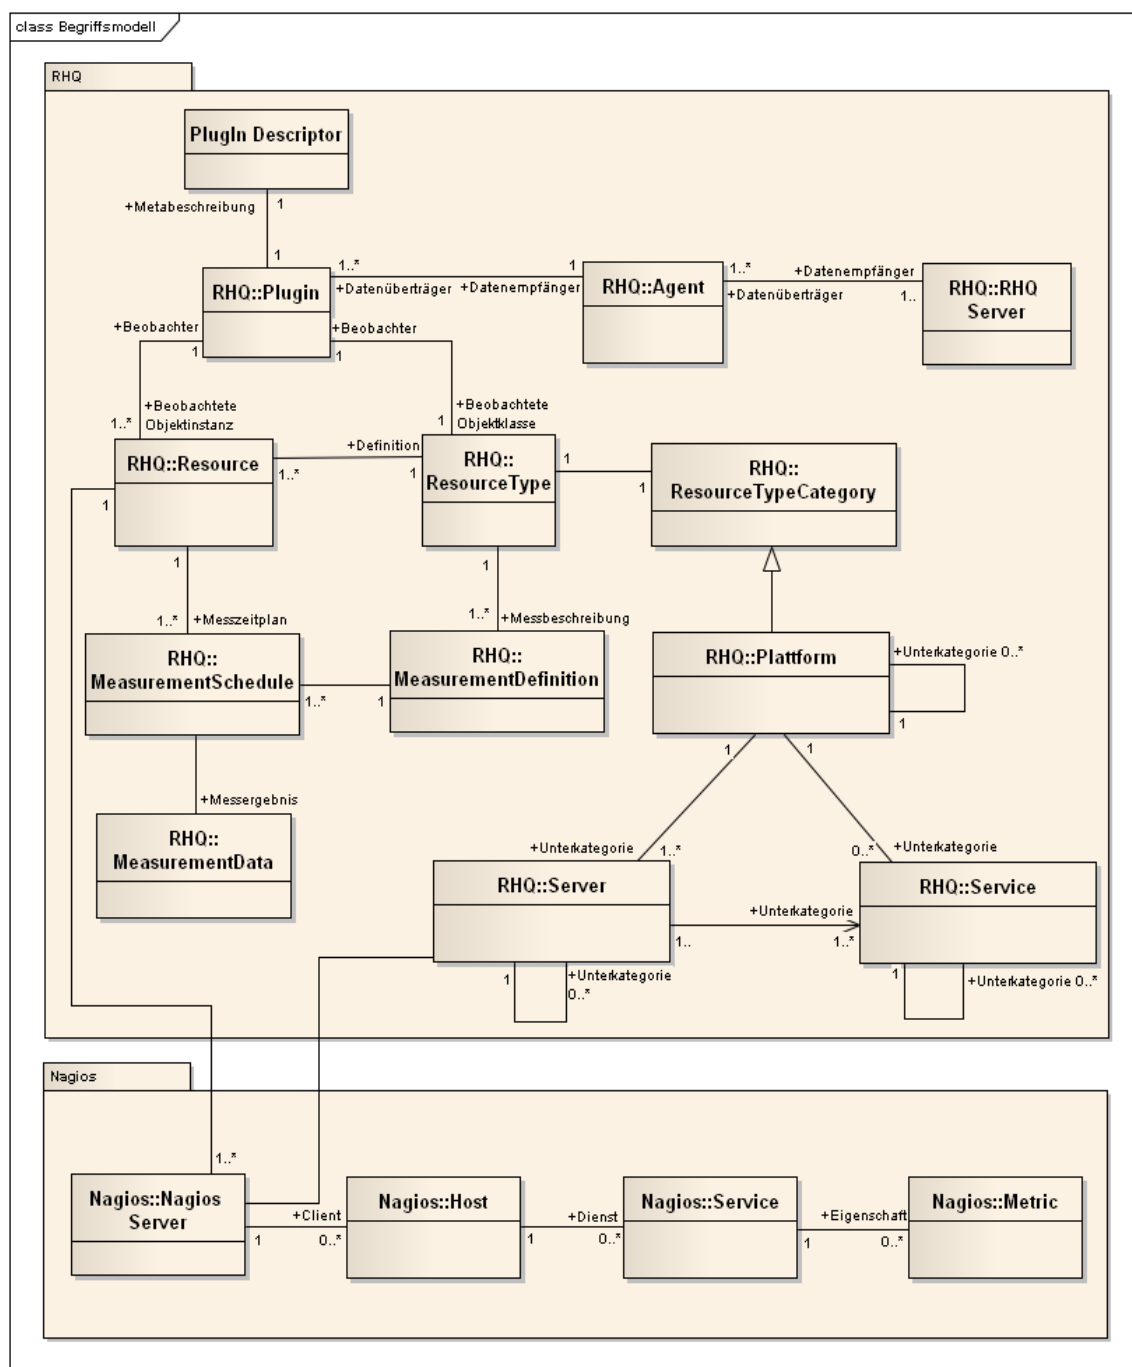 class Begriffsmodell
RHQ
PlugIn Descriptor
+Metabeschreibung
1
1
RHQ::Plugin
1..*
+Datenüberträger
1
+Datenempfänger
RHQ::Agent
1..*
+Datenüberträger
+Datenempfänger
1..
RHQ::RHQ
Server
+Beobachter
1
+Beobachter
1
+Beobachtete
Objektinstanz
1..*
+Beobachtete
Objektklasse
1
RHQ::Resource
1..*
+Definition
1
RHQ::
ResourceType
1
1
RHQ::
ResourceTypeCategory
1
1
1
1..*
+Messzeitplan
1..*
+Messbeschreibung
RHQ::
MeasurementSchedule
1..*
1
RHQ::
MeasurementDefinition
RHQ::Plattform
+Unterkategorie 0..*
1
1
1
+Messergebnis
RHQ::
MeasurementData
+Unterkategorie
1..*
0..*
+Unterkategorie
RHQ::Server
1..
+Unterkategorie
1..*
RHQ::Service
1
+Unterkategorie
0..*
1
+Unterkategorie 0..*
Nagios
1..*
Nagios::Nagios
Server
1
+Client
0..*
Nagios::Host
1
+Dienst
0..*
Nagios::Service
1
+Eigenschaft
0..*
Nagios::Metric